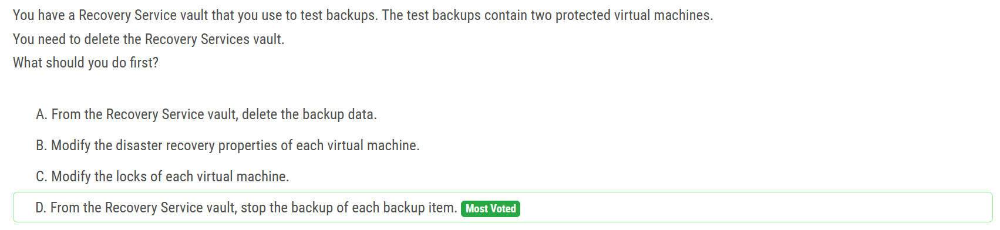 You have a Recovery Service vault that you use to test backups. The test backups contain two protected virtual machines.
You need to delete the Recovery Services vault.
What should you do first?
A. From the Recovery Service vault, delete the backup data.
B. Modify the disaster recovery properties of each virtual machine.
C. Modify the locks of each virtual machine.
D. From the Recovery Service vault, stop the backup of each backup item. Most Voted